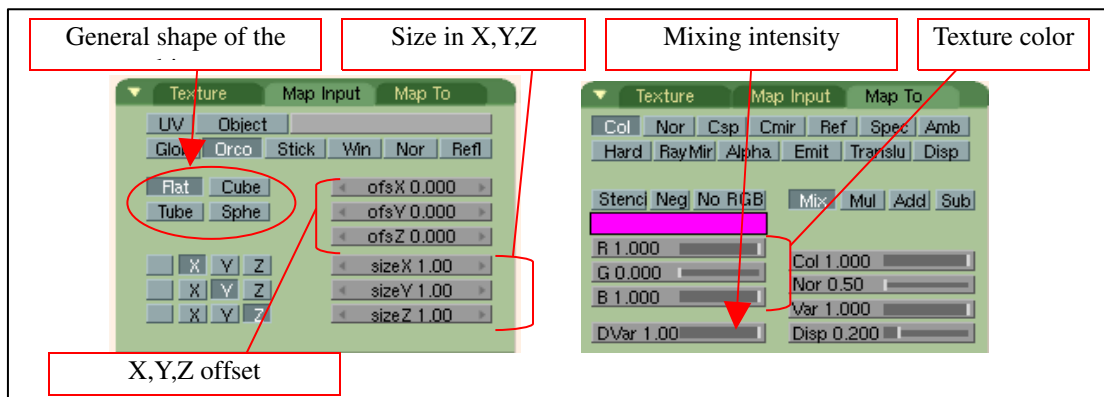 General shape of the
Size in X,Y,Z
Mixing intensity
Texture color
Texture Map Input Map To
UV Object
Glob Orco Stick Win Nor Refl
Flat Cube
Tube Sphe
ofsX 0.000
ofsY 0.000
ofsZ 0.000
X Y Z
X Y Z
X Y Z
sizeX 1.00
sizeY 1.00
sizeZ 1.00
X,Y,Z offset
Texture Map Input Map To
Col Nor Csp Cmir Ref Spec Amb
Hard RayMir Alpha Emit Translu Disp
Stencl Neg No RGB
Mix Mul Add Sub
R 1.000
G 0.000
B 1.000
DVar 1.00
Col 1.000
Nor 0.50
Var 1.000
Disp 0.200